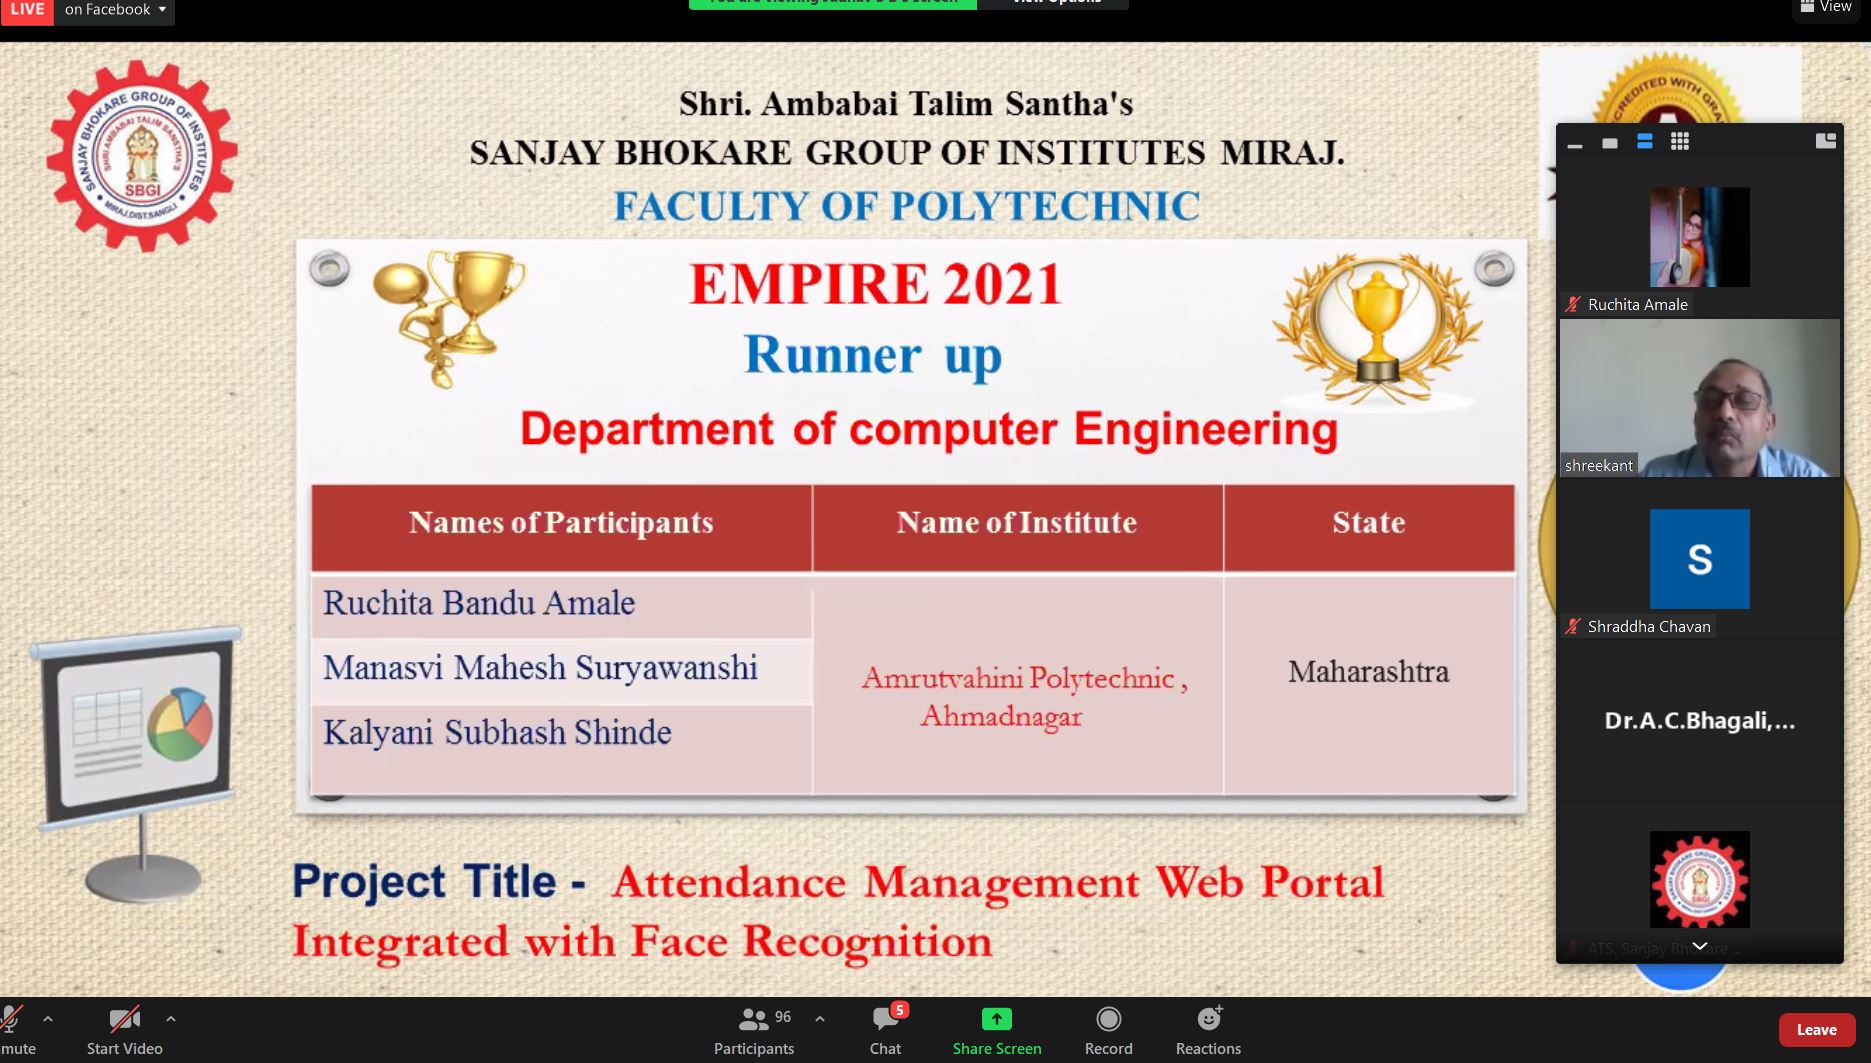 LIVE
on Facebook
View
SANJAY BHOKARE GROUP OF INSTITUTES
SHRI AMBABAI TALIM SANSTHA'S
SBGI
MIRAJ, DIST.SANGLI
Shri. Ambabai Talim Santha's
SANJAY BHOKARE GROUP OF INSTITUTES MIRAJ.
FACULTY OF POLYTECHNIC
EMPIRE 2021
Runner up
Department of computer Engineering
Names of Participants Name of Institute State
Ruchita Bandu Amale
Manasvi Mahesh Suryawanshi
Kalyani Subhash Shinde
Amrutvahini Polytechnic ,
Ahmadnagar
Maharashtra
Project Title - Attendance Management Web Portal
Integrated with Face Recognition
Ruchita Amale
shreekant
S
Shraddha Chavan
Dr.A.C.Bhagali,...
SBGI
ATS, Sanjay Bhokare ...
mute
Start Video
96
Participants
5
Chat
Share Screen
Record
Reactions
Leave